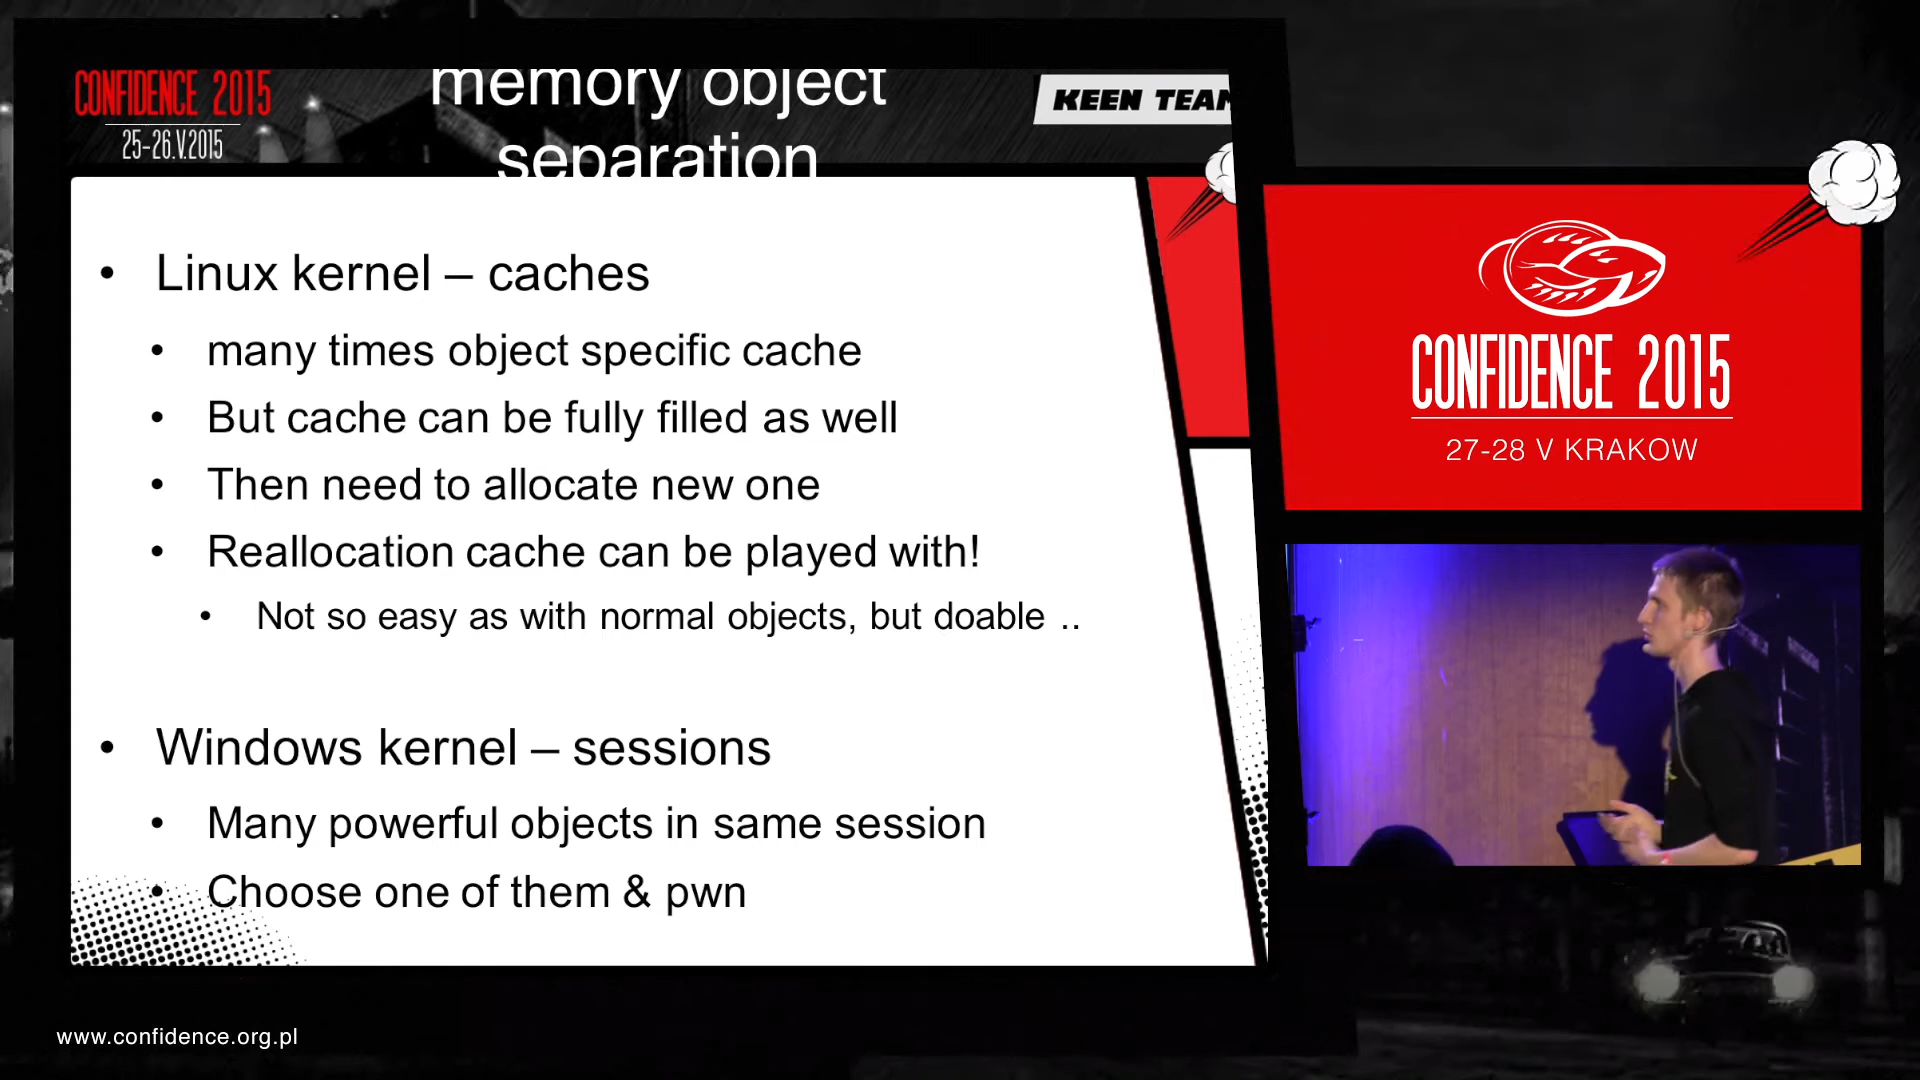 CONFIDENCE 2015
25-26.V.2015
memory object
separation
KEEN TEAM
• Linux kernel – caches
• many times object specific cache
• But cache can be fully filled as well
• Then need to allocate new one
• Reallocation cache can be played with!
• Not so easy as with normal objects, but doable ..
• Windows kernel – sessions
• Many powerful objects in same session
• Choose one of them & pwn
CONFIDENCE 2015
27-28 V KRAKOW
www.confidence.org.pl